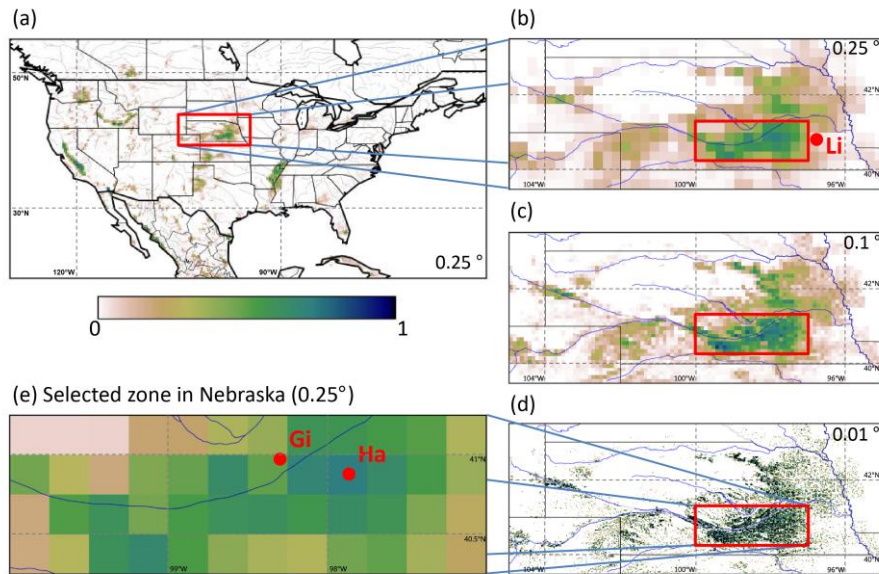 (a)
50°N
30°N
120°W
90°W
0.25 °
0
1
(b)
0.25 °
42°N
Li
40°N
104°W
100°W
96°W
(c)
0.1 °
42°N
40°N
104°W
100°W
96°W
(e) Selected zone in Nebraska (0.25°)
Gi
Ha
41°N
40.5°N
99°W
98°W
(d)
0.01 °
42°N
40°N
104°W
100°W
96°W